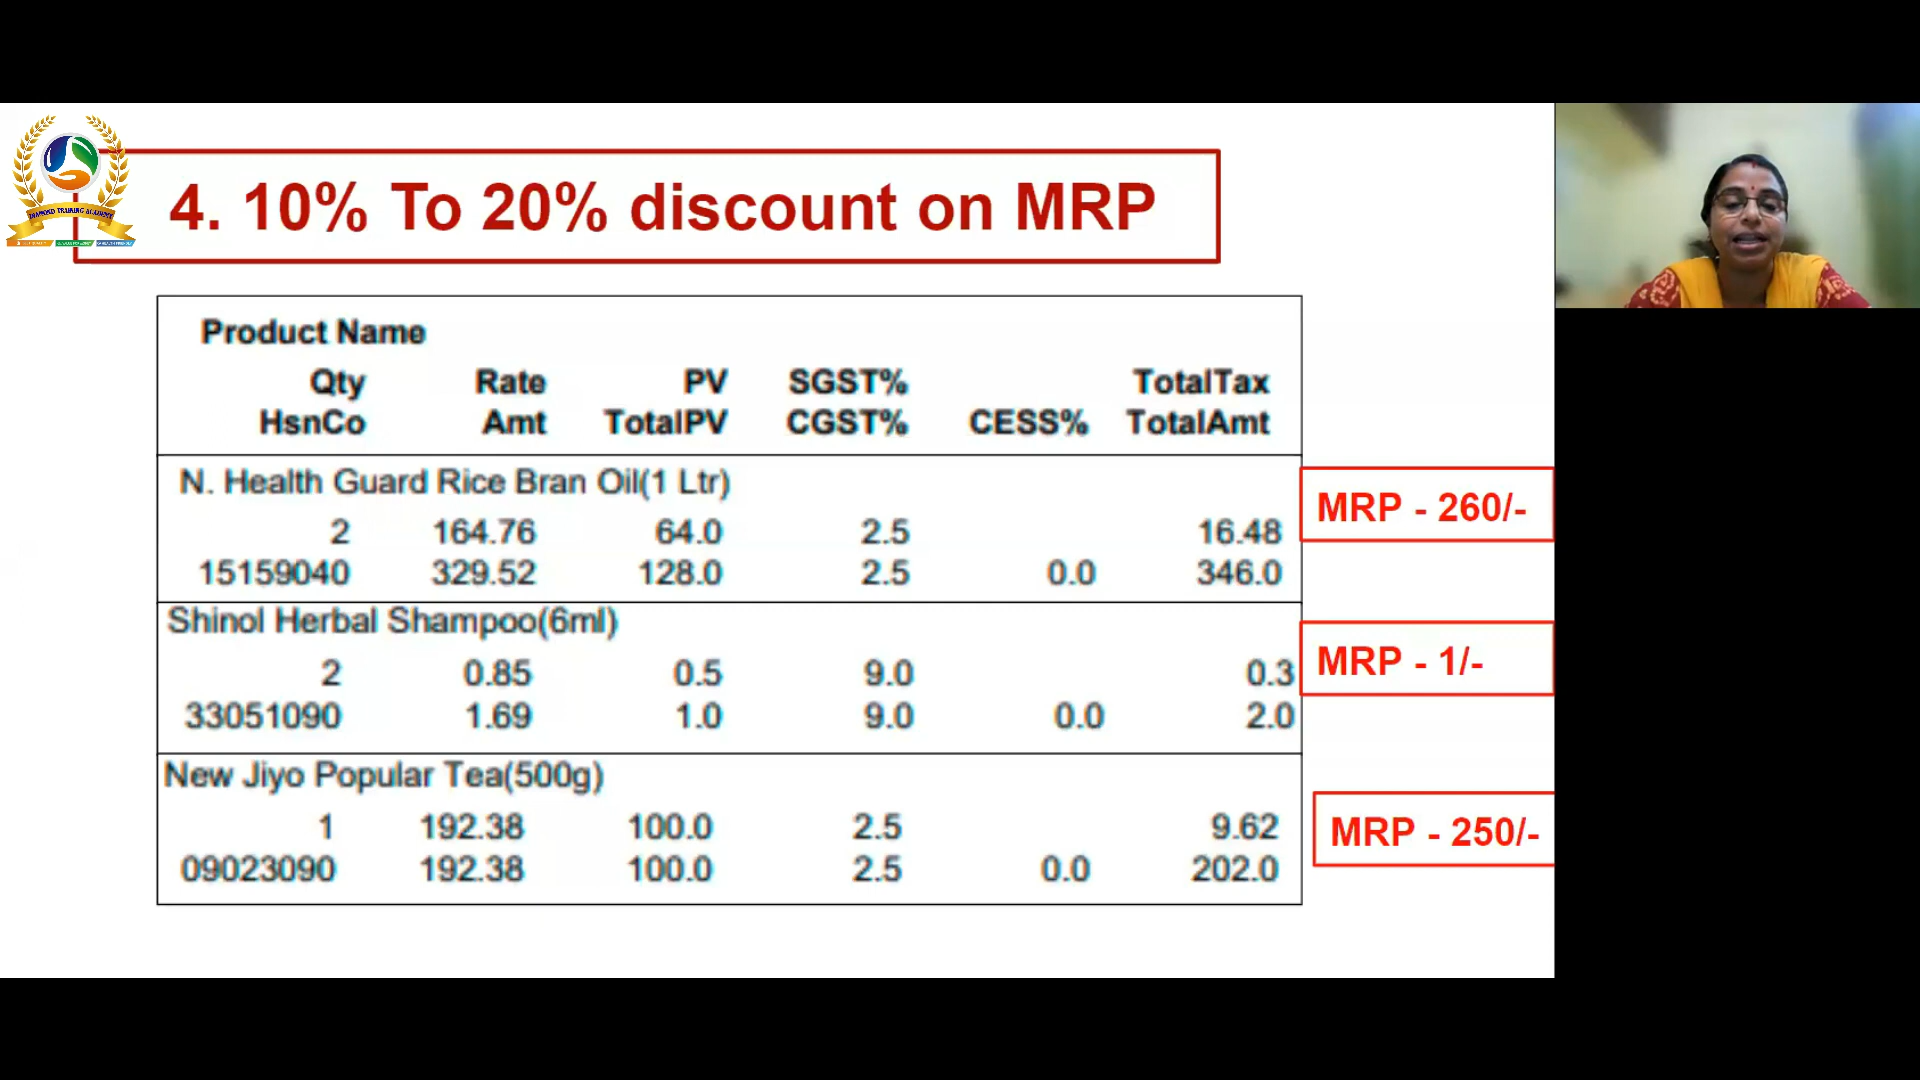 DIAMOND TRAINING ACADEMY
4. 10% To 20% discount on MRP
Product Name
Qty Rate PV SGST% TotalTax
HsnCo Amt TotalPV CGST% CESS% TotalAmt
N. Health Guard Rice Bran Oil(1 Ltr)
MRP - 260/-
2 164.76 64.0 2.5 16.48
15159040 329.52 128.0 2.5 0.0 346.0
Shinol Herbal Shampoo(6ml)
MRP - 1/-
2 0.85 0.5 9.0 0.3
33051090 1.69 1.0 9.0 0.0 2.0
New Jiyo Popular Tea(500g)
1 192.38 100.0 2.5 9.62
MRP - 250/-
09023090 192.38 100.0 2.5 0.0 202.0